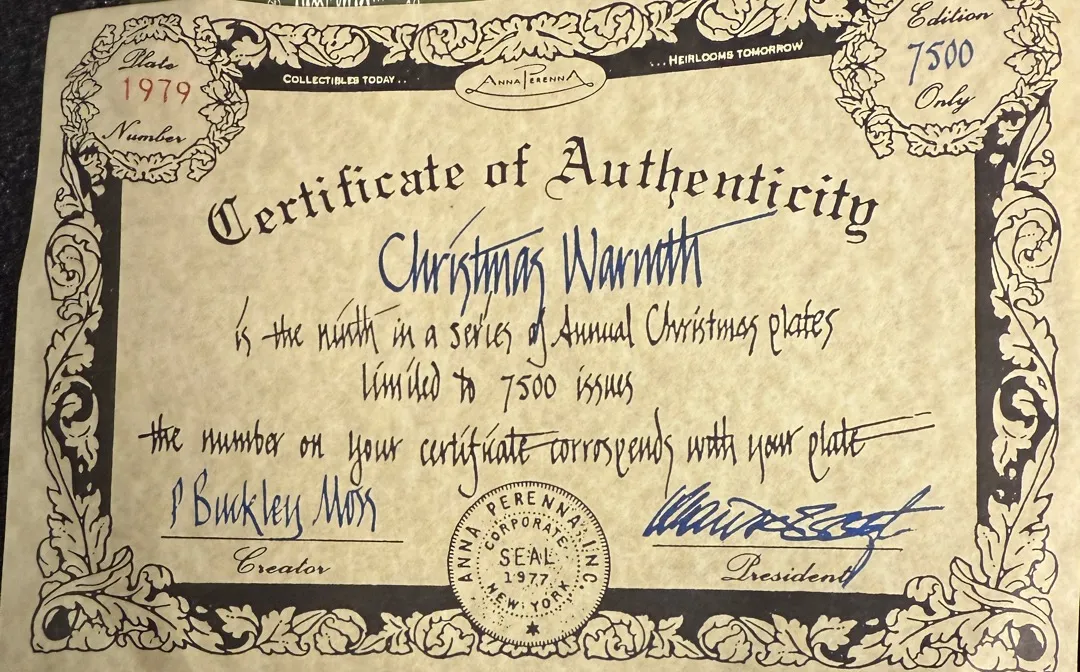 Plate
1979
Number
COLLECTIBLES TODAY . .
ANNA PERENNA
. . . HEIRLOOMS TOMORROW
Edition
7500
Only
Certificate of Authenticity
Christmas Warmth
is the ninth in a series of Annual Christmas plates
limited to 7500 issues
the number on your certificate corrospends with your plate
P Buckley Moss
Creator
ANNA PERENNA, INC.
CORPORATE
SEAL
1977
NEW YORK
President